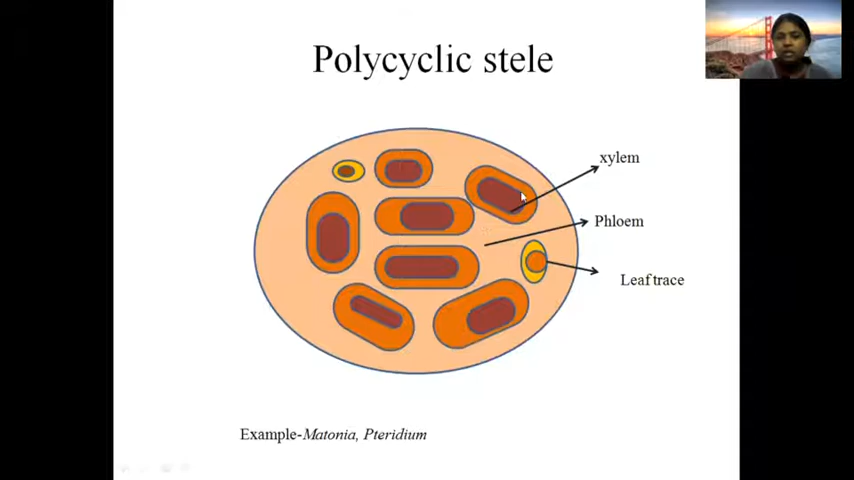 Polycyclic stele
xylem
Phloem
Leaf trace
Example-Matonia, Pteridium